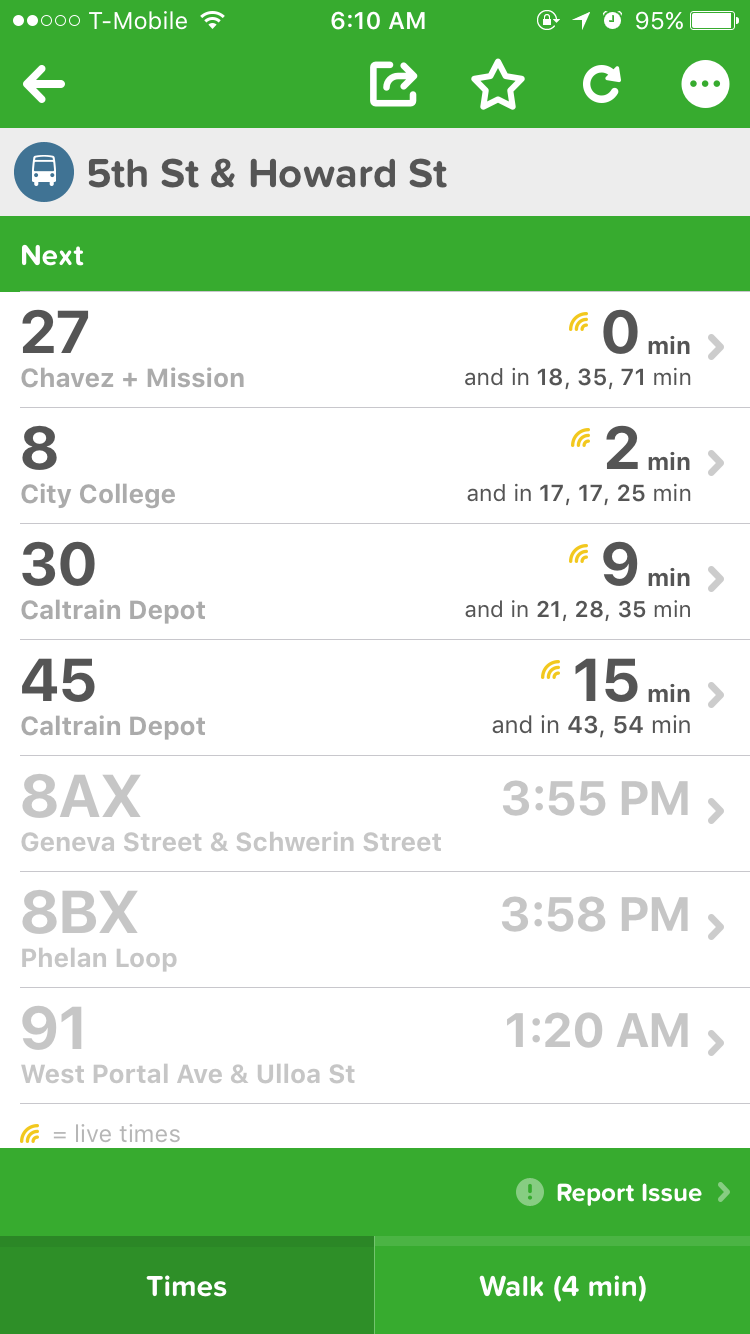 T-Mobile 6:10 AM 95%
5th St & Howard St
Next
27 0 min
Chavez + Mission and in 18, 35, 71 min
8 2 min
City College and in 17, 17, 25 min
30 9 min
Caltrain Depot and in 21, 28, 35 min
45 15 min
Caltrain Depot and in 43, 54 min
8AX 3:55 PM
Geneva Street & Schwerin Street
8BX 3:58 PM
Phelan Loop
91 1:20 AM
West Portal Ave & Ulloa St
= live times
Report Issue
Times Walk (4 min)